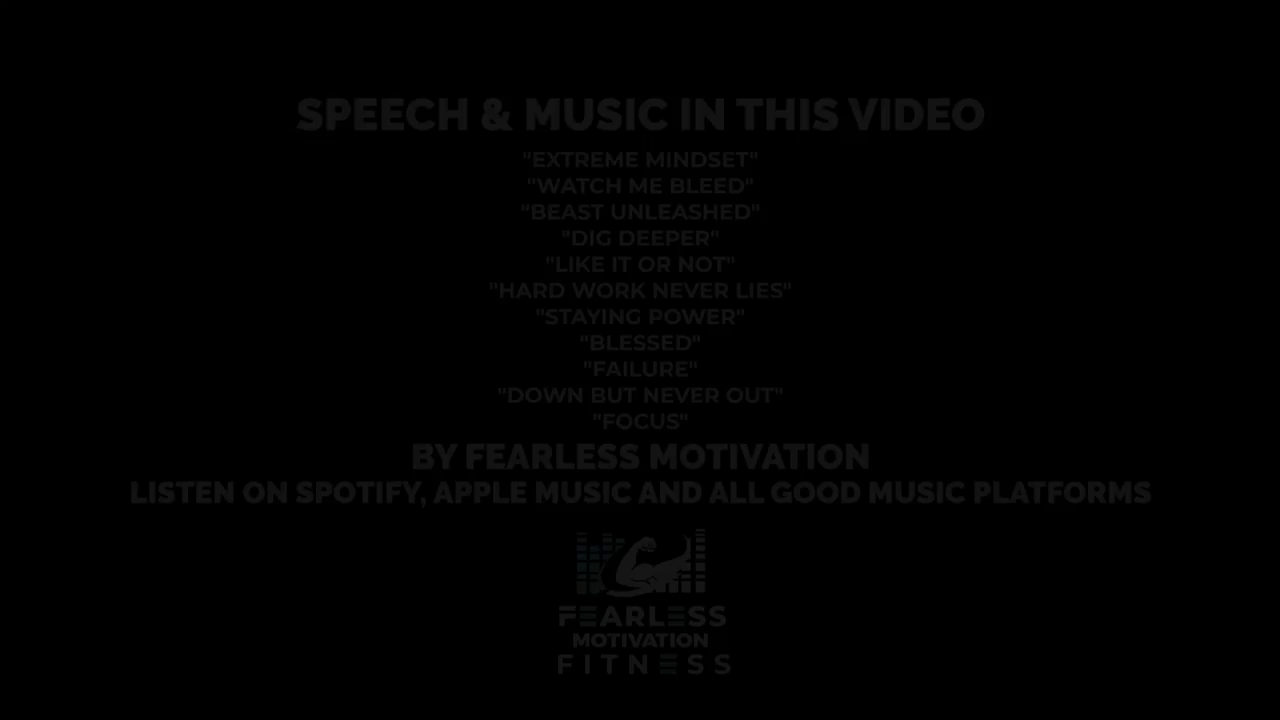 SPEECH & MUSIC IN THIS VIDEO
"EXTREME MINDSET"
"WATCH ME BLEED"
"BEAST UNLEASHED"
"DIG DEEPER"
"LIKE IT OR NOT"
"HARD WORK NEVER LIES"
"STAYING POWER"
"BLESSED"
"FAILURE"
"DOWN BUT NEVER OUT"
"FOCUS"
BY FEARLESS MOTIVATION
LISTEN ON SPOTIFY, APPLE MUSIC AND ALL GOOD MUSIC PLATFORMS
FEARLESS
MOTIVATION
FITNESS